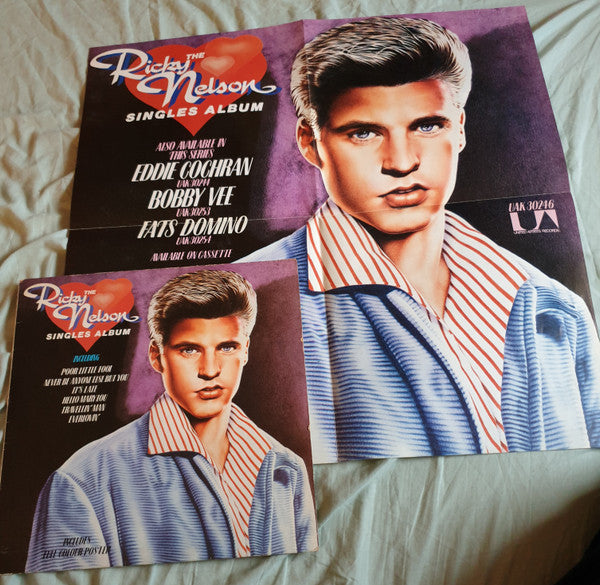 THE
Ricky
Nelson
SINGLES ALBUM
ALSO AVAILABLE IN
THIS SERIES
EDDIE COCHRAN
UAK 30244
BOBBY VEE
UAK 30253
FATS DOMINO
UAK 30254
AVAILABLE ON CASSETTE
UAK 30246
UA
UNITED ARTISTS RECORDS
THE
Ricky
Nelson
SINGLES ALBUM
INCLUDING
POOR LITTLE FOOL
NEVER BE ANYONE ELSE BUT YOU
IT'S LATE
HELLO MARY LOU
TRAVELLIN' MAN
EVERLOVIN'
INCLUDES
FULL COLOUR POSTER